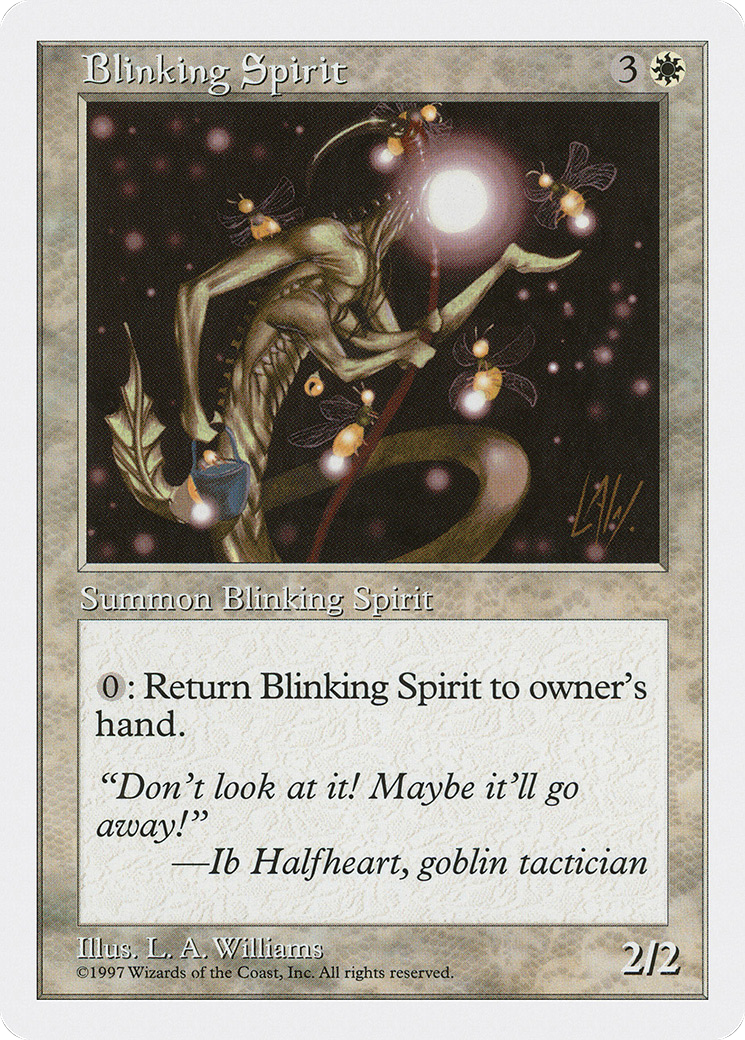 Blinking Spirit 3
L.A.W.
Summon Blinking Spirit
0: Return Blinking Spirit to owner's
hand.
“Don't look at it! Maybe it'll go
away!”
—Ib Halfheart, goblin tactician
Illus. L. A. Williams
©1997 Wizards of the Coast, Inc. All rights reserved.
2/2